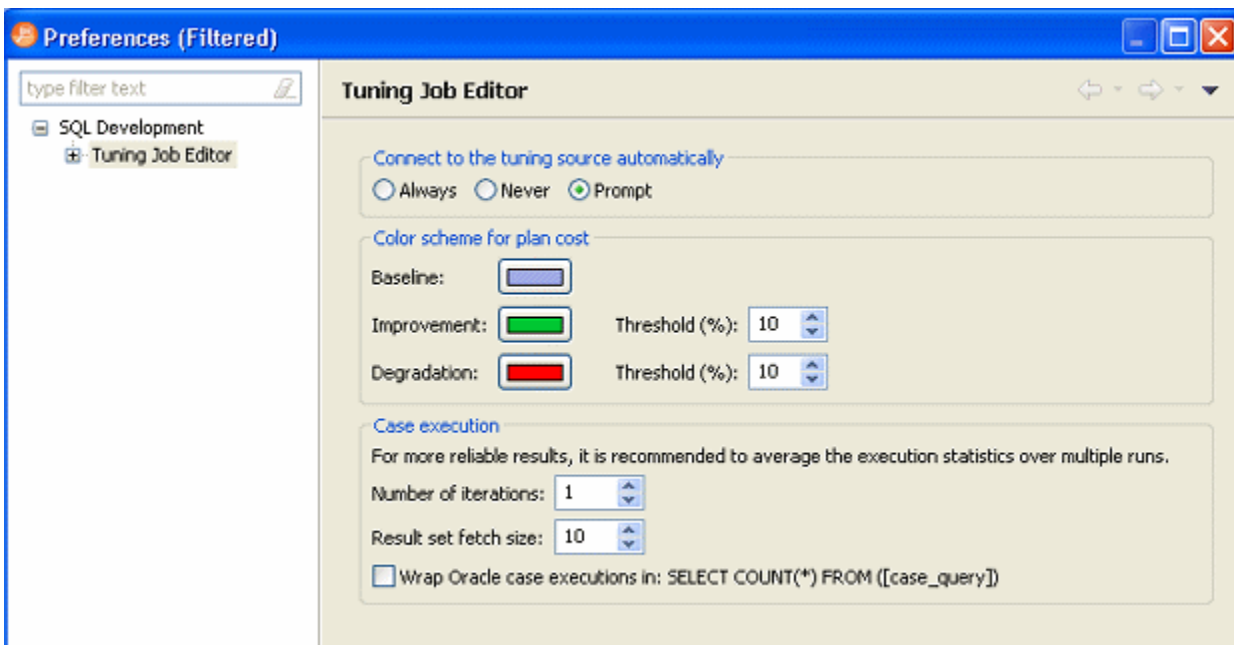 Preferences (Filtered)
type filter text
SQL Development
Tuning Job Editor
Tuning Job Editor
Connect to the tuning source automatically
Always Never Prompt
Color scheme for plan cost
Baseline:
Improvement: Threshold (%): 10
Degradation: Threshold (%): 10
Case execution
For more reliable results, it is recommended to average the execution statistics over multiple runs.
Number of iterations: 1
Result set fetch size: 10
Wrap Oracle case executions in: SELECT COUNT(*) FROM ([case_query])